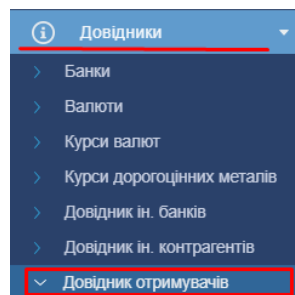 Довідники
Банки
Валюти
Курси валют
Курси дорогоцінних металів
Довідник ін. банків
Довідник ін. контрагентів
Довідник отримувачів